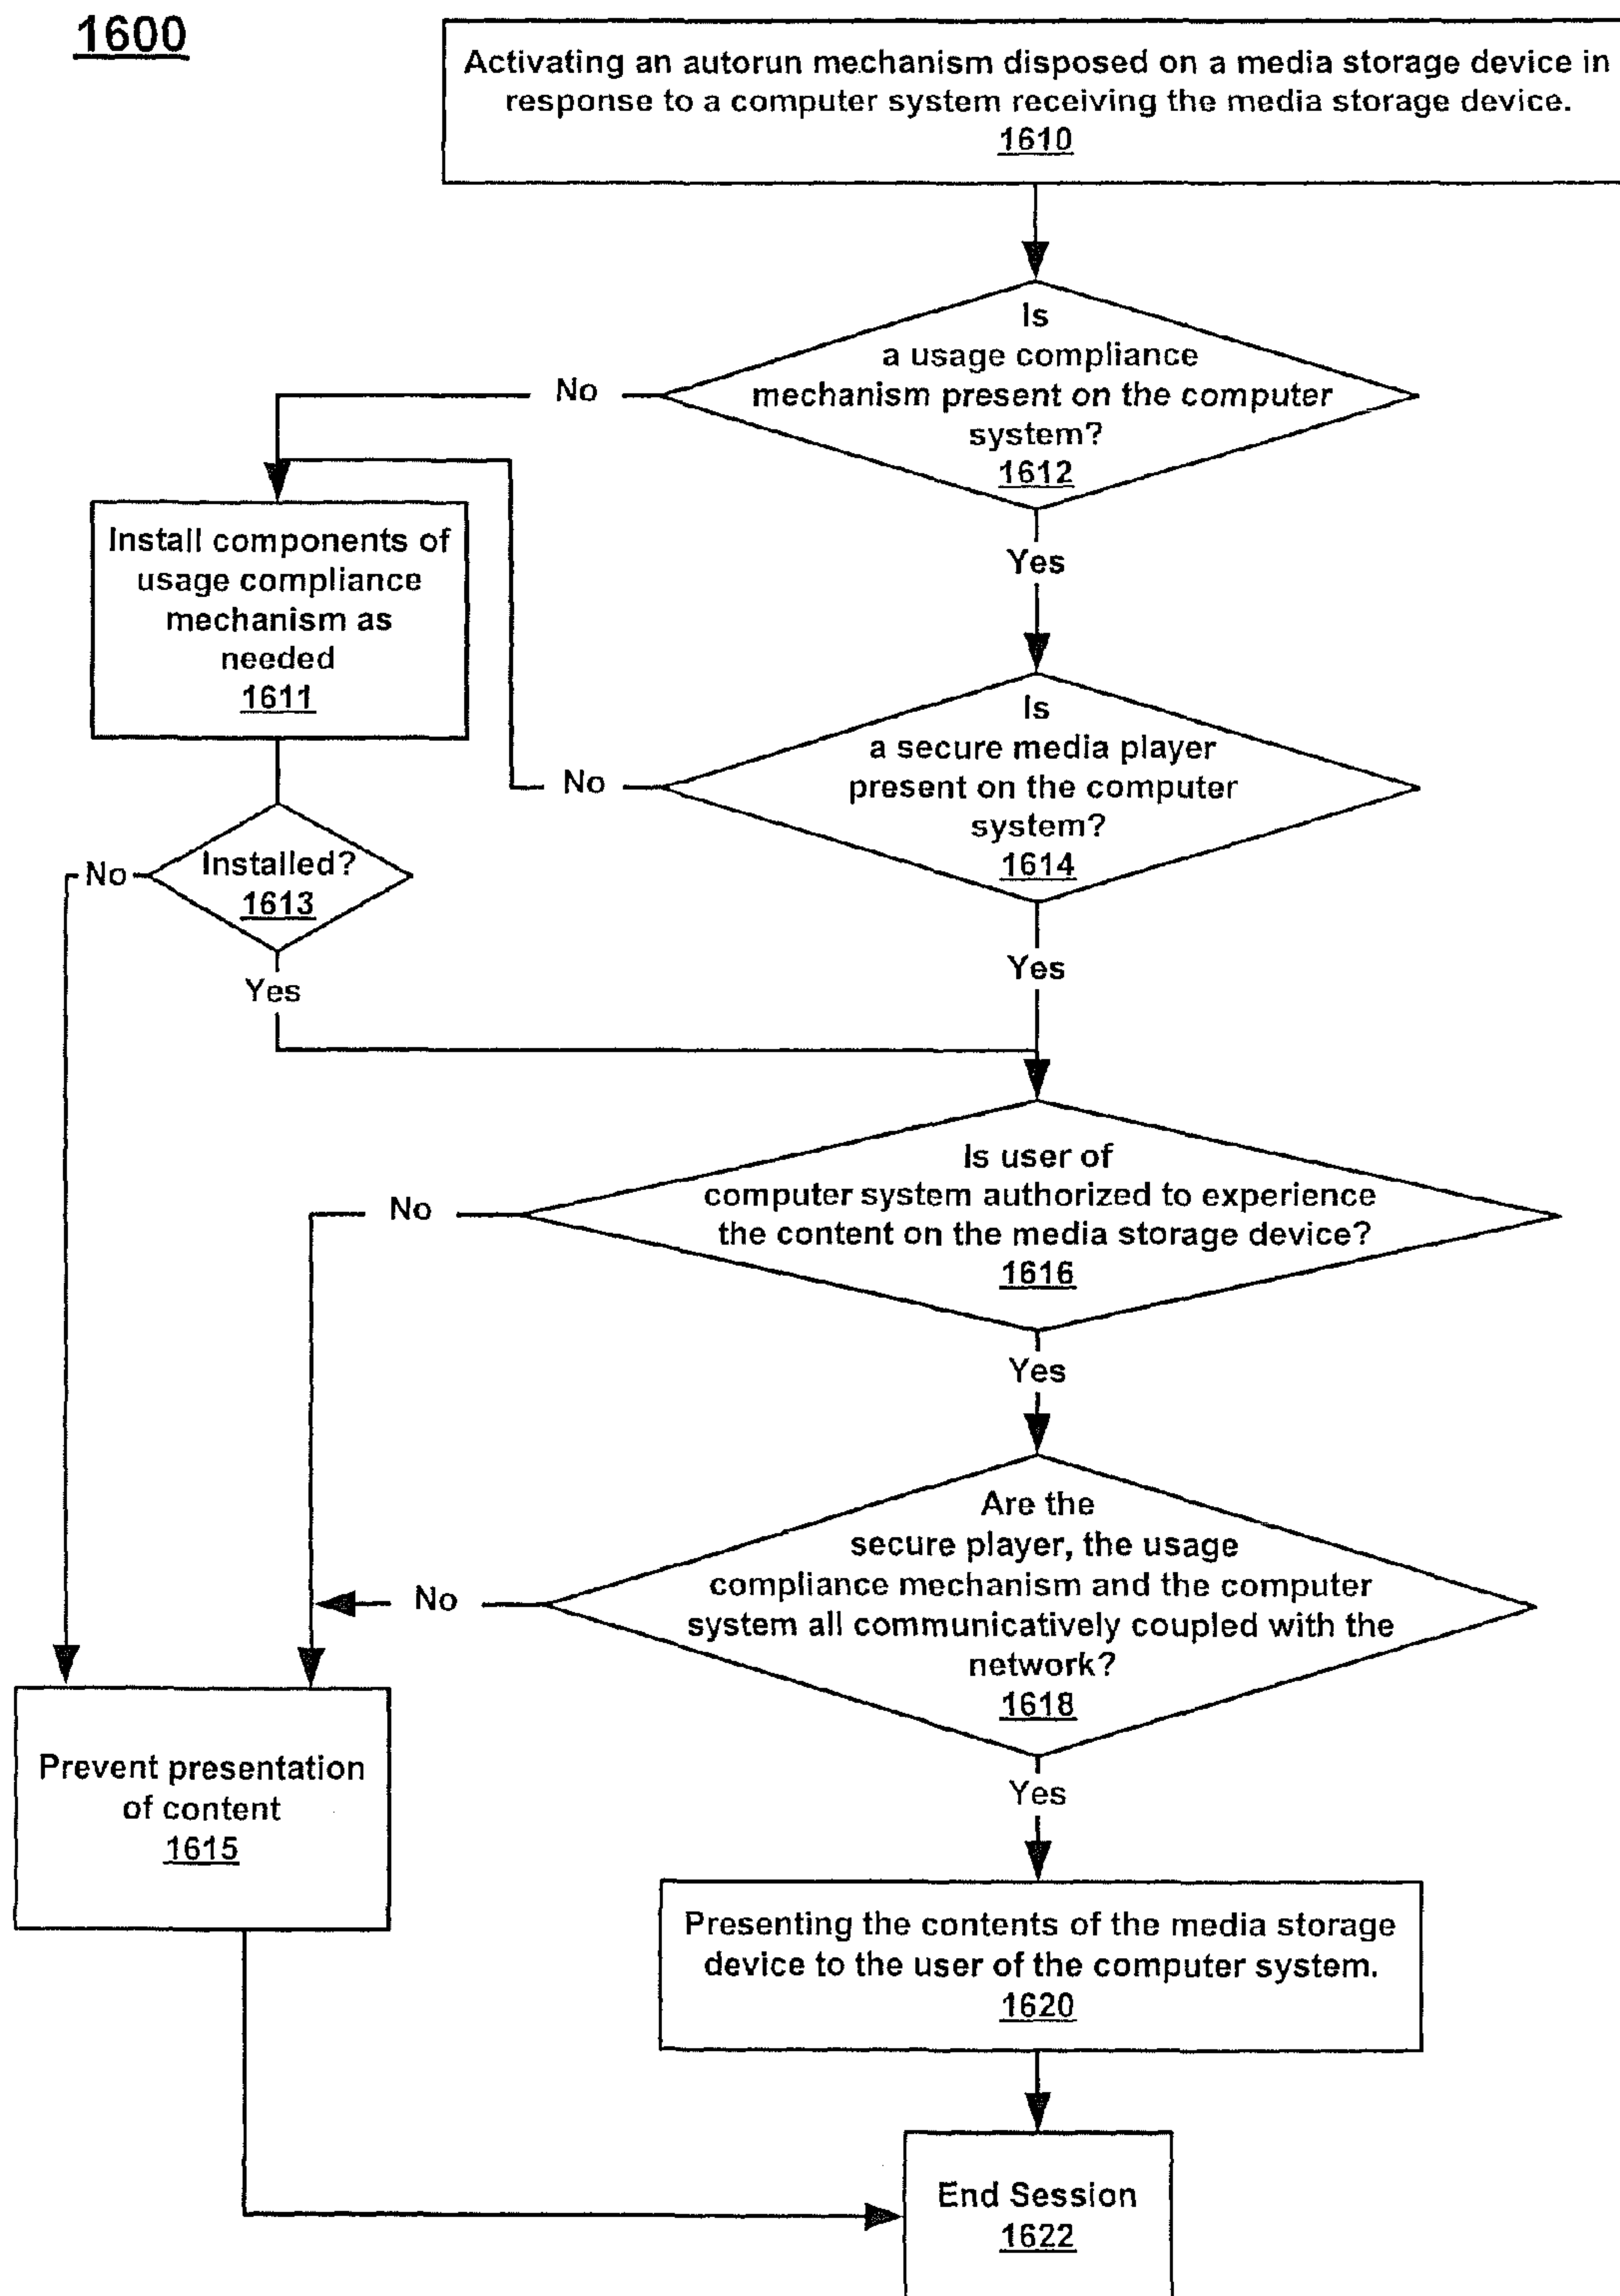 1600
Activating an autorun mechanism disposed on a media storage device in
response to a computer system receiving the media storage device.
1610
Is
a usage compliance
mechanism present on the computer
system?
1612
No
Yes
Install components of
usage compliance
mechanism as
needed
1611
Is
a secure media player
present on the computer
system?
1614
No
Yes
Installed?
1613
No
Yes
Is user of
computer system authorized to experience
the content on the media storage device?
1616
No
Yes
Are the
secure player, the usage
compliance mechanism and the computer
system all communicatively coupled with the
network?
1618
No
Yes
Prevent presentation
of content
1615
Presenting the contents of the media storage
device to the user of the computer system.
1620
End Session
1622